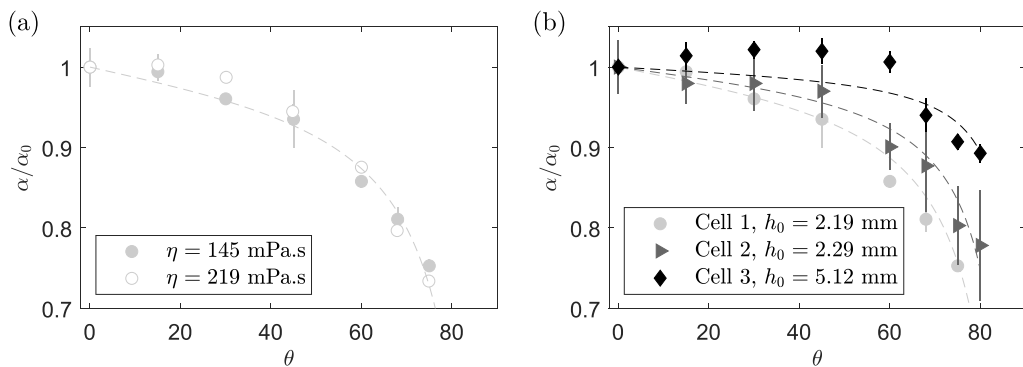 (a)
α/α₀
1
0.9
0.8
0.7
η = 145 mPa.s
η = 219 mPa.s
0 20 40 60 80
θ
(b)
α/α₀
1
0.9
0.8
0.7
Cell 1, h₀ = 2.19 mm
Cell 2, h₀ = 2.29 mm
Cell 3, h₀ = 5.12 mm
0 20 40 60 80
θ